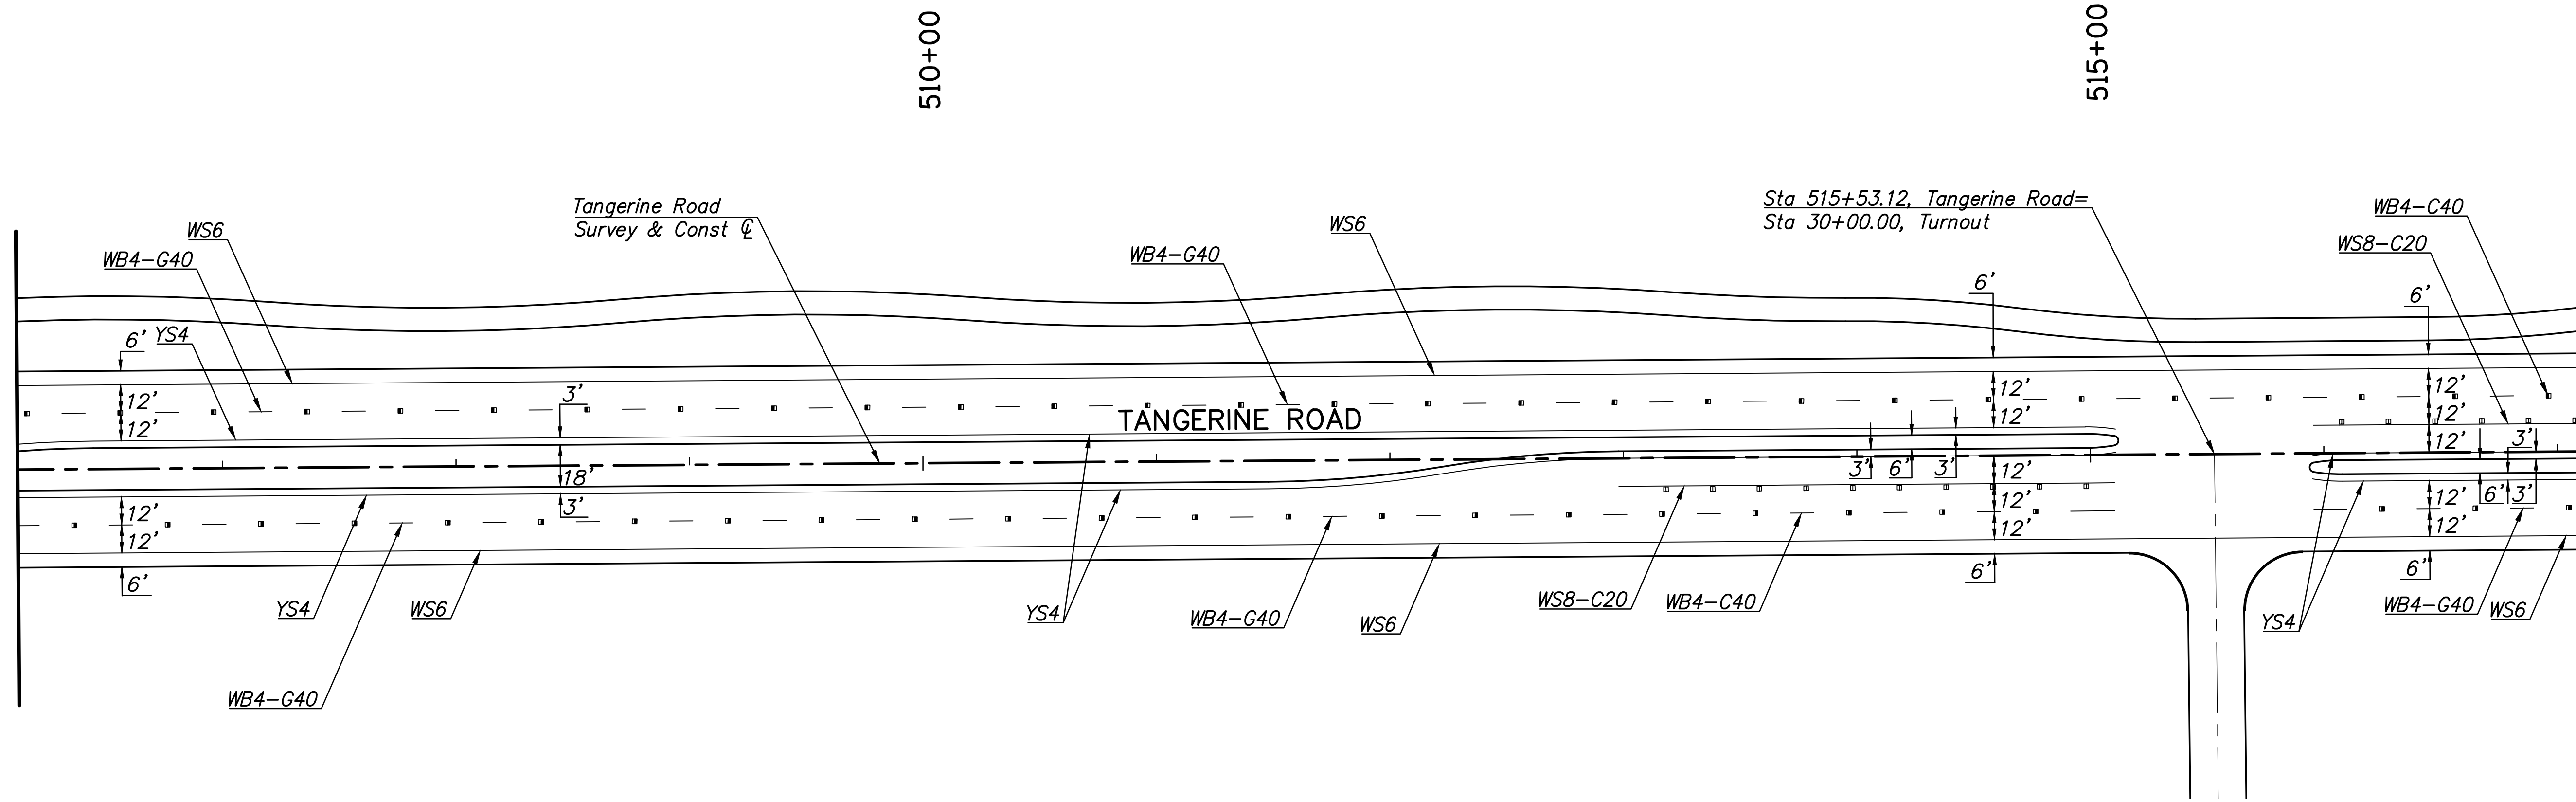 510+00
515+00
Tangerine Road
Survey & Const ℄
Sta 515+53.12, Tangerine Road=
Sta 30+00.00, Turnout
WB4-C40
WS8-C20
WS6
WB4-G40
WS6
WB4-G40
6'
6'
6'
YS4
12'
12'
3'
TANGERINE ROAD
12'
12'
12'
12'
12'
18'
3'
3'
6'
3'
3'
6'
3'
12'
12'
6'
12'
12'
12'
6'
12'
12'
6'
YS4
WS6
YS4
WB4-G40
WS6
WS8-C20
WB4-C40
YS4
WB4-G40
WS6
WB4-G40